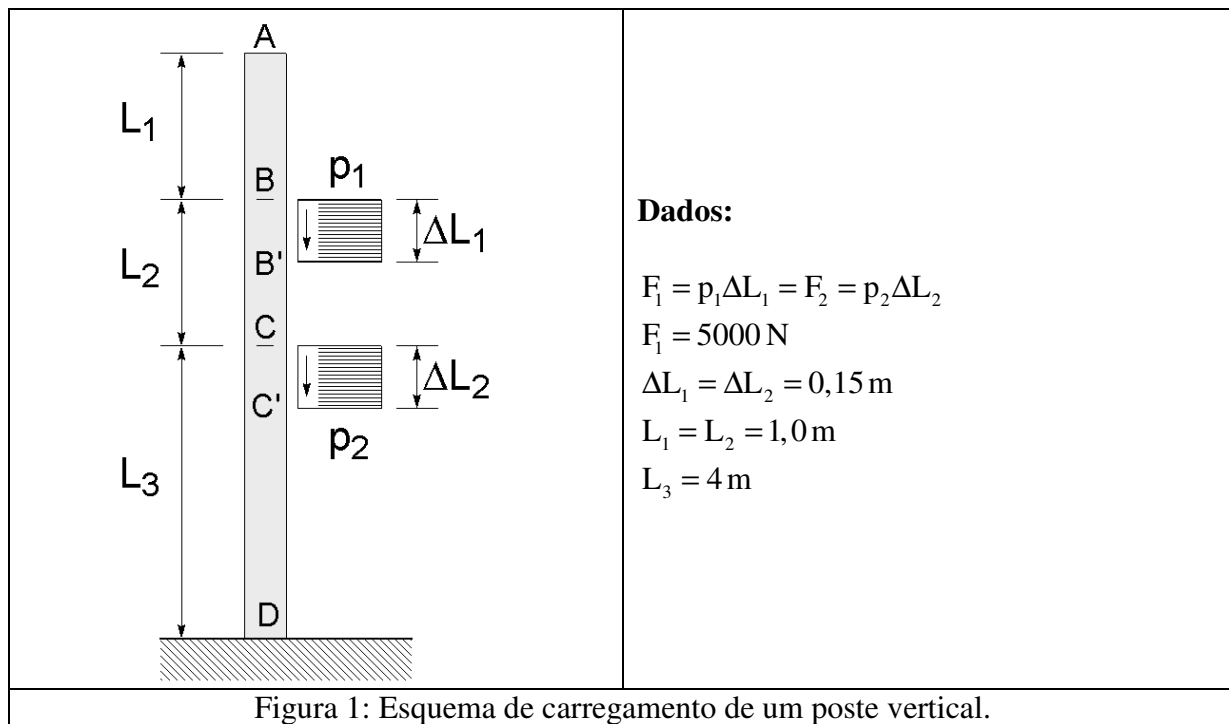 A
L₁
B
p₁
ΔL₁
L₂
B'
C
ΔL₂
C'
p₂
L₃
D
Dados:
F₁ = p₁ΔL₁ = F₂ = p₂ΔL₂
F₁ = 5000 N
ΔL₁ = ΔL₂ = 0,15 m
L₁ = L₂ = 1,0 m
L₃ = 4 m
Figura 1: Esquema de carregamento de um poste vertical.